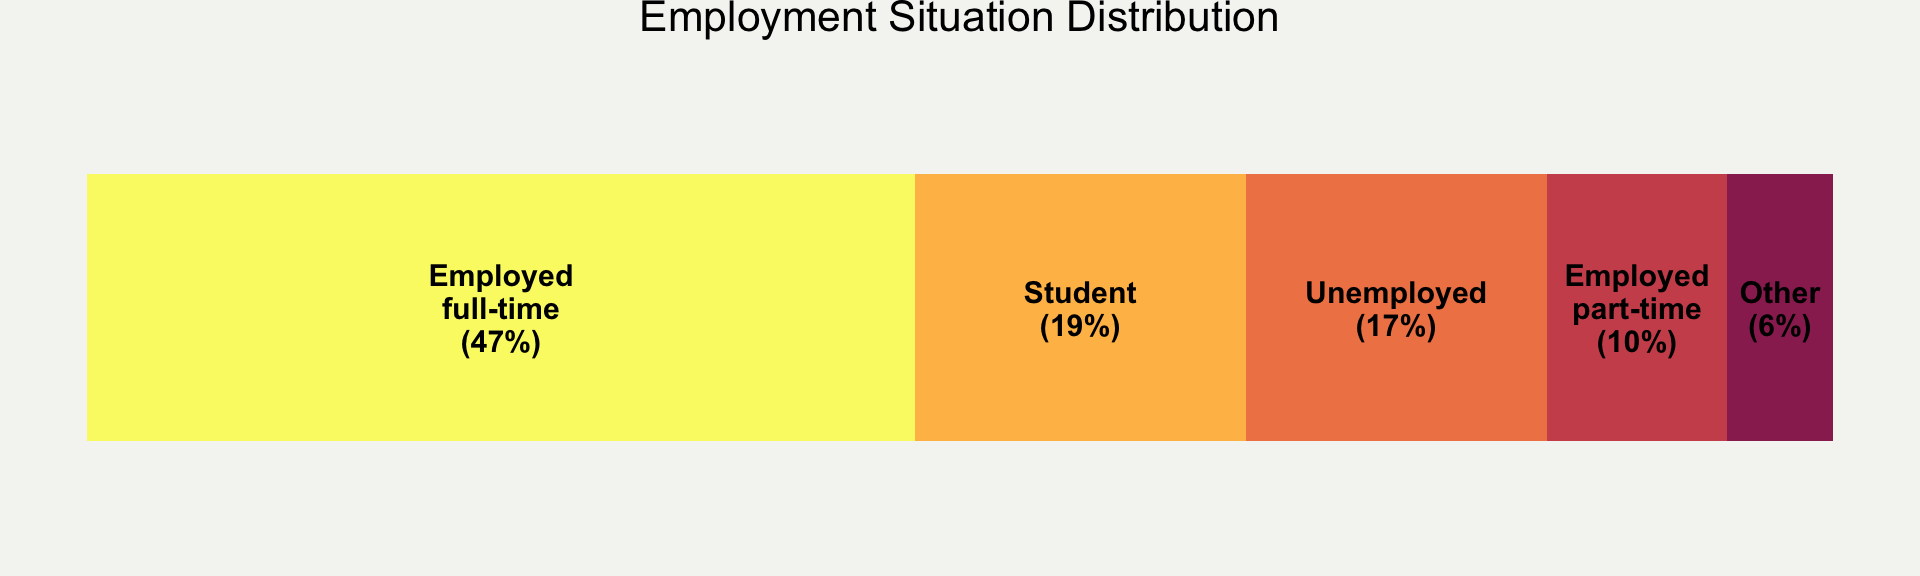 Employment Situation Distribution
Employed
full-time
(47%)
Student
(19%)
Unemployed
(17%)
Employed
part-time
(10%)
Other
(6%)